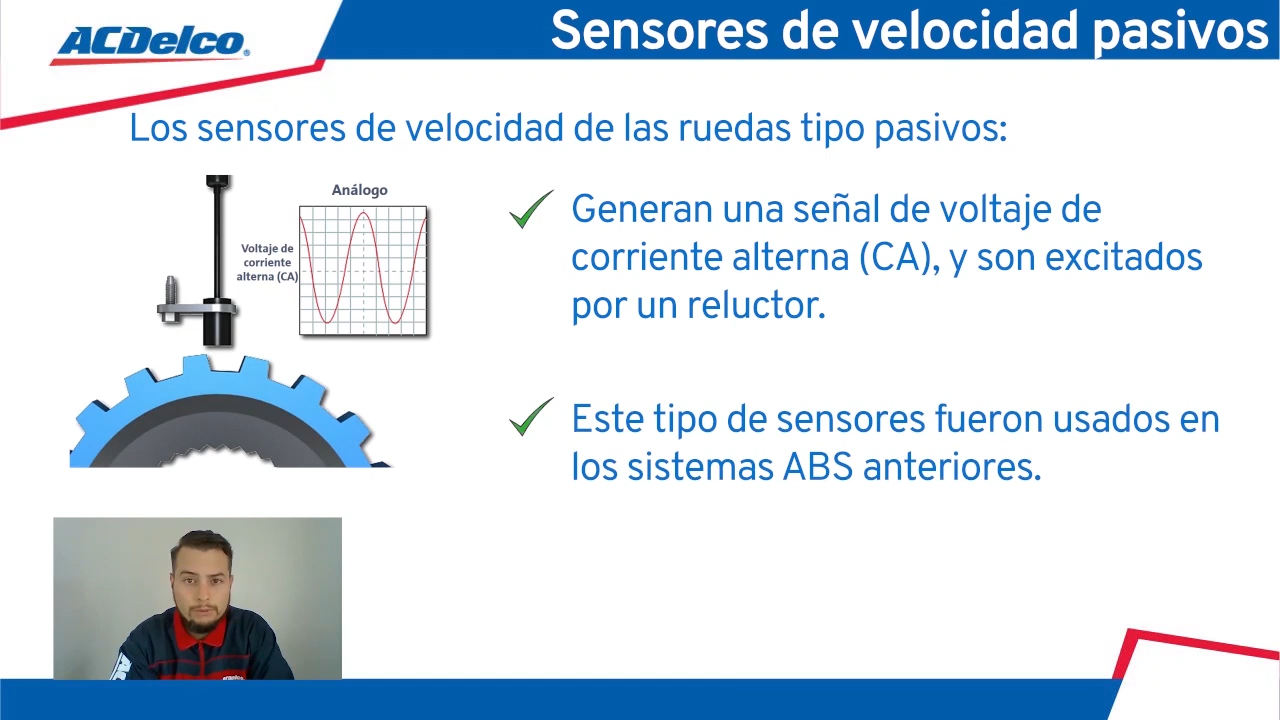 ACDelco
Sensores de velocidad pasivos
Los sensores de velocidad de las ruedas tipo pasivos:
Análogo
Voltaje de
corriente
alterna (CA)
Generan una señal de voltaje de
corriente alterna (CA), y son excitados
por un reluctor.
Este tipo de sensores fueron usados en
los sistemas ABS anteriores.